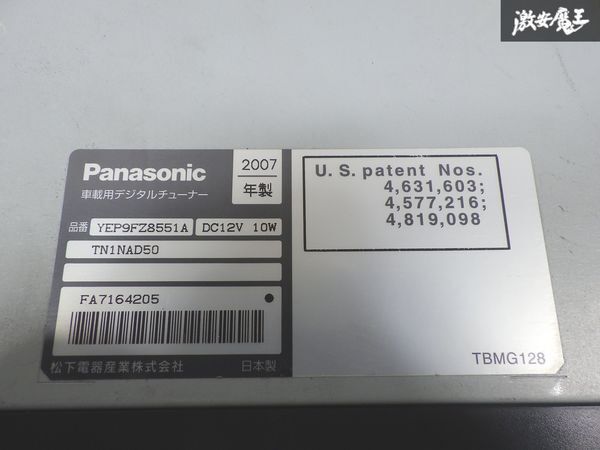 激安魔王
Panasonic
車載用デジタルチューナー
2007
年製
品番 YEP9FZ8551A DC12V 10W
TN1NAD50
FA7164205
松下電器産業株式会社 日本製
U.S. patent Nos.
4,631,603;
4,577,216;
4,819,098
TBMG128